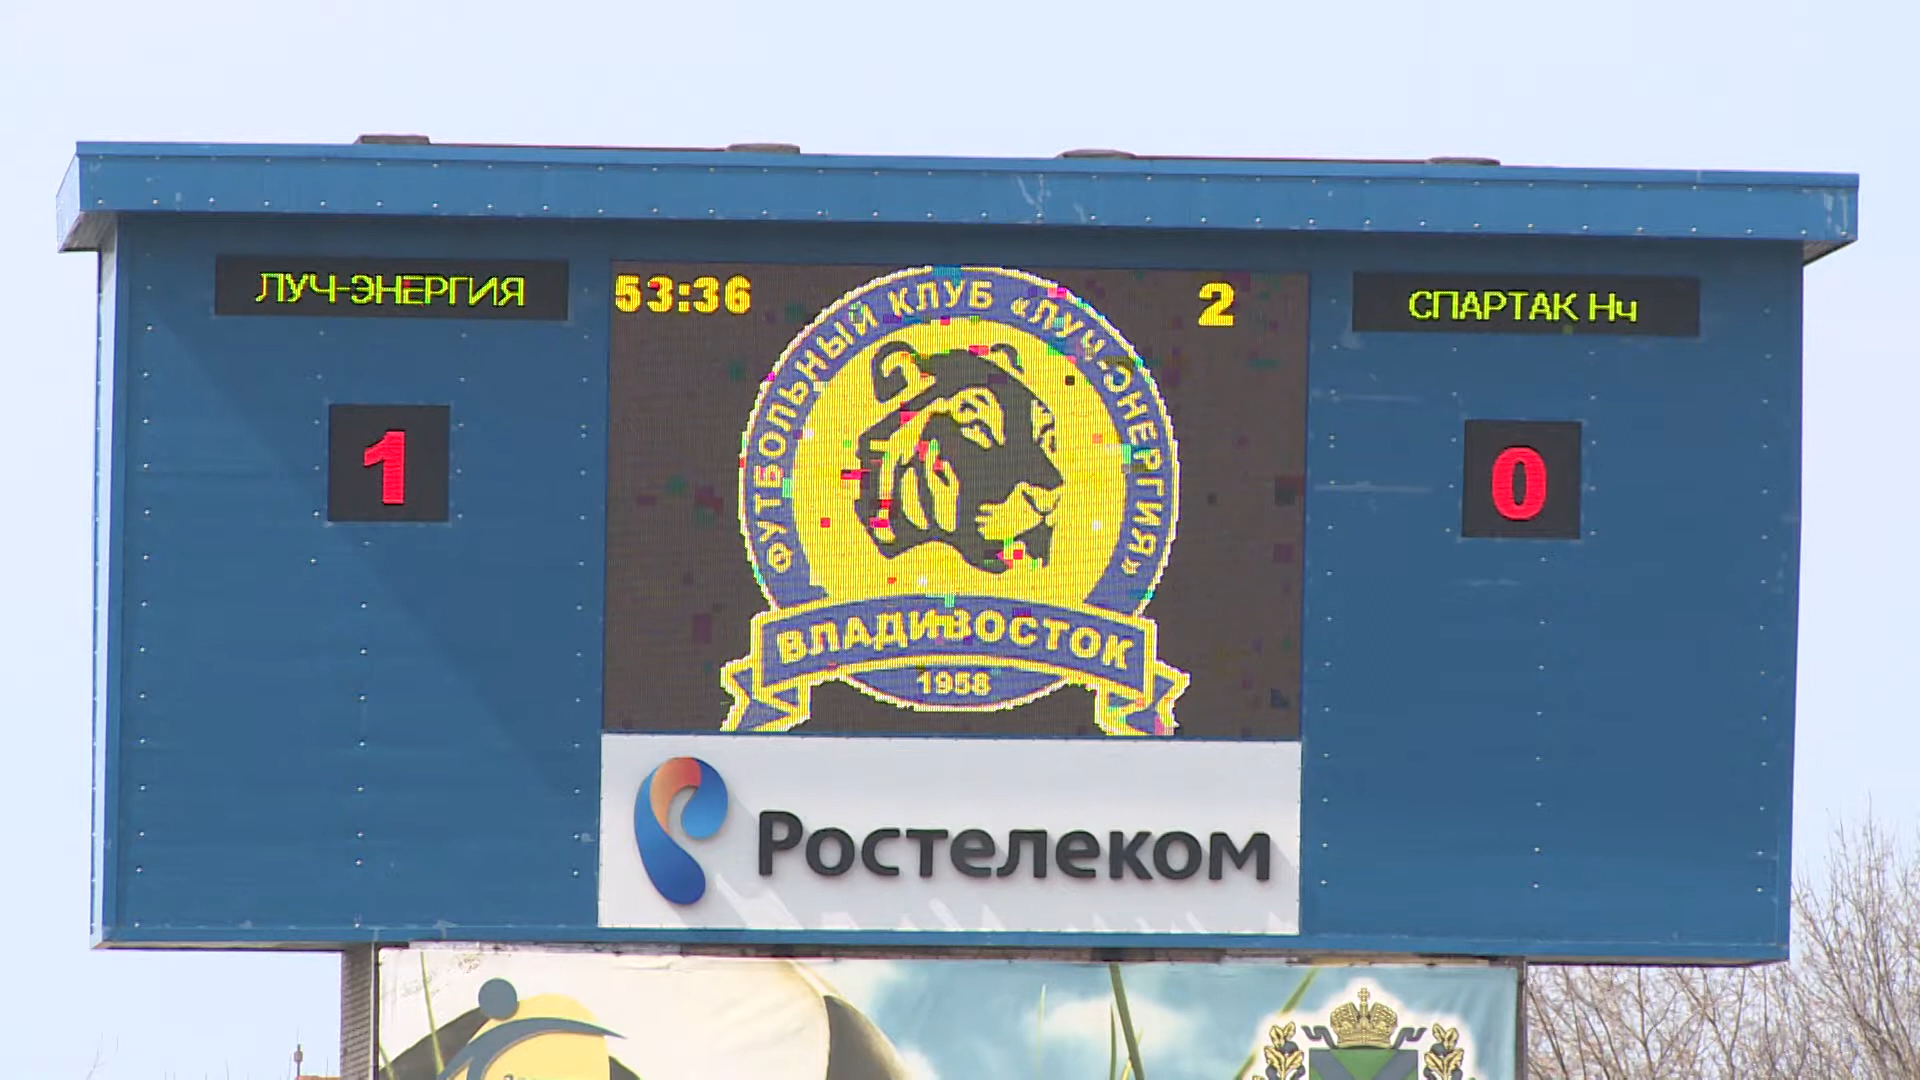 ЛУЧ-ЭНЕРГИЯ
53:36
2
СПАРТАК Нч
1
0
ФУТБОЛЬНЫЙ КЛУБ «ЛУЧ-ЭНЕРГИЯ»
ВЛАДИВОСТОК
1958
Ростелеком